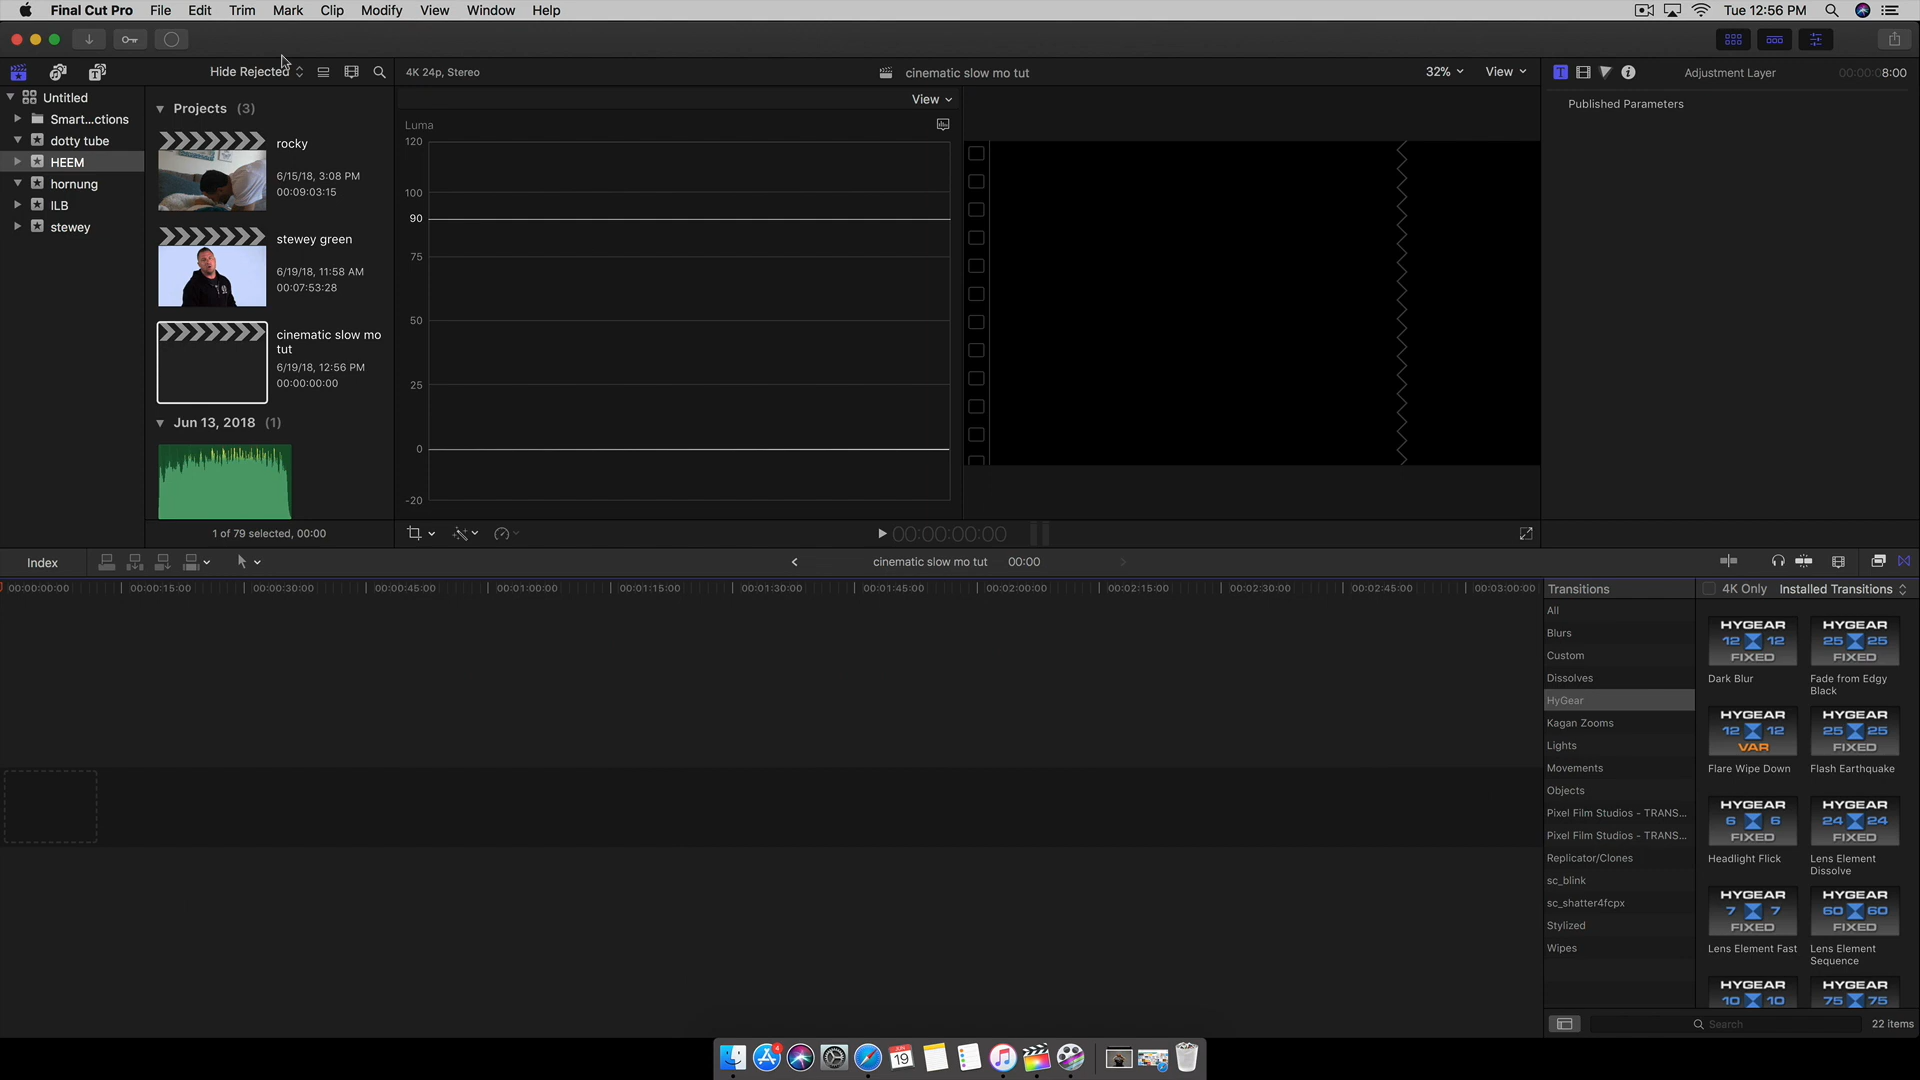 Final Cut Pro File Edit Trim Mark Clip Modify View Window Help
Tue 12:56 PM
Hide Rejected
4K 24p, Stereo
cinematic slow mo tut
32%
View
Adjustment Layer
00:00:08:00
Untitled
Smart...ctions
dotty tube
HEEM
hornung
ILB
stewey
Projects (3)
rocky
6/15/18, 3:08 PM
00:09:03:15
stewey green
6/19/18, 11:58 AM
00:07:53:28
cinematic slow mo
tut
6/19/18, 12:56 PM
00:00:00:00
Jun 13, 2018 (1)
1 of 79 selected, 00:00
View
Luma
120
100
90
75
50
25
0
-20
00:00:00:00
Published Parameters
Index
cinematic slow mo tut 00:00
00:00:00:00 00:00:15:00 00:00:30:00 00:00:45:00 00:01:00:00 00:01:15:00 00:01:30:00 00:01:45:00 00:02:00:00 00:02:15:00 00:02:30:00 00:02:45:00 00:03:00:00
Transitions
4K Only
Installed Transitions
All
Blurs
Custom
Dissolves
HyGear
Kagan Zooms
Lights
Movements
Objects
Pixel Film Studios - TRANS...
Pixel Film Studios - TRANS...
Replicator/Clones
sc_blink
sc_shatter4fcpx
Stylized
Wipes
HYGEAR
12 12
FIXED
Dark Blur
HYGEAR
25 25
FIXED
Fade from Edgy
Black
HYGEAR
12 12
VAR
Flare Wipe Down
HYGEAR
25 25
FIXED
Flash Earthquake
HYGEAR
6 6
FIXED
Headlight Flick
HYGEAR
24 24
FIXED
Lens Element
Dissolve
HYGEAR
7 7
FIXED
Lens Element Fast
HYGEAR
60 60
FIXED
Lens Element
Sequence
HYGEAR
10 10
HYGEAR
75 75
Search
22 items
4
JUN
19